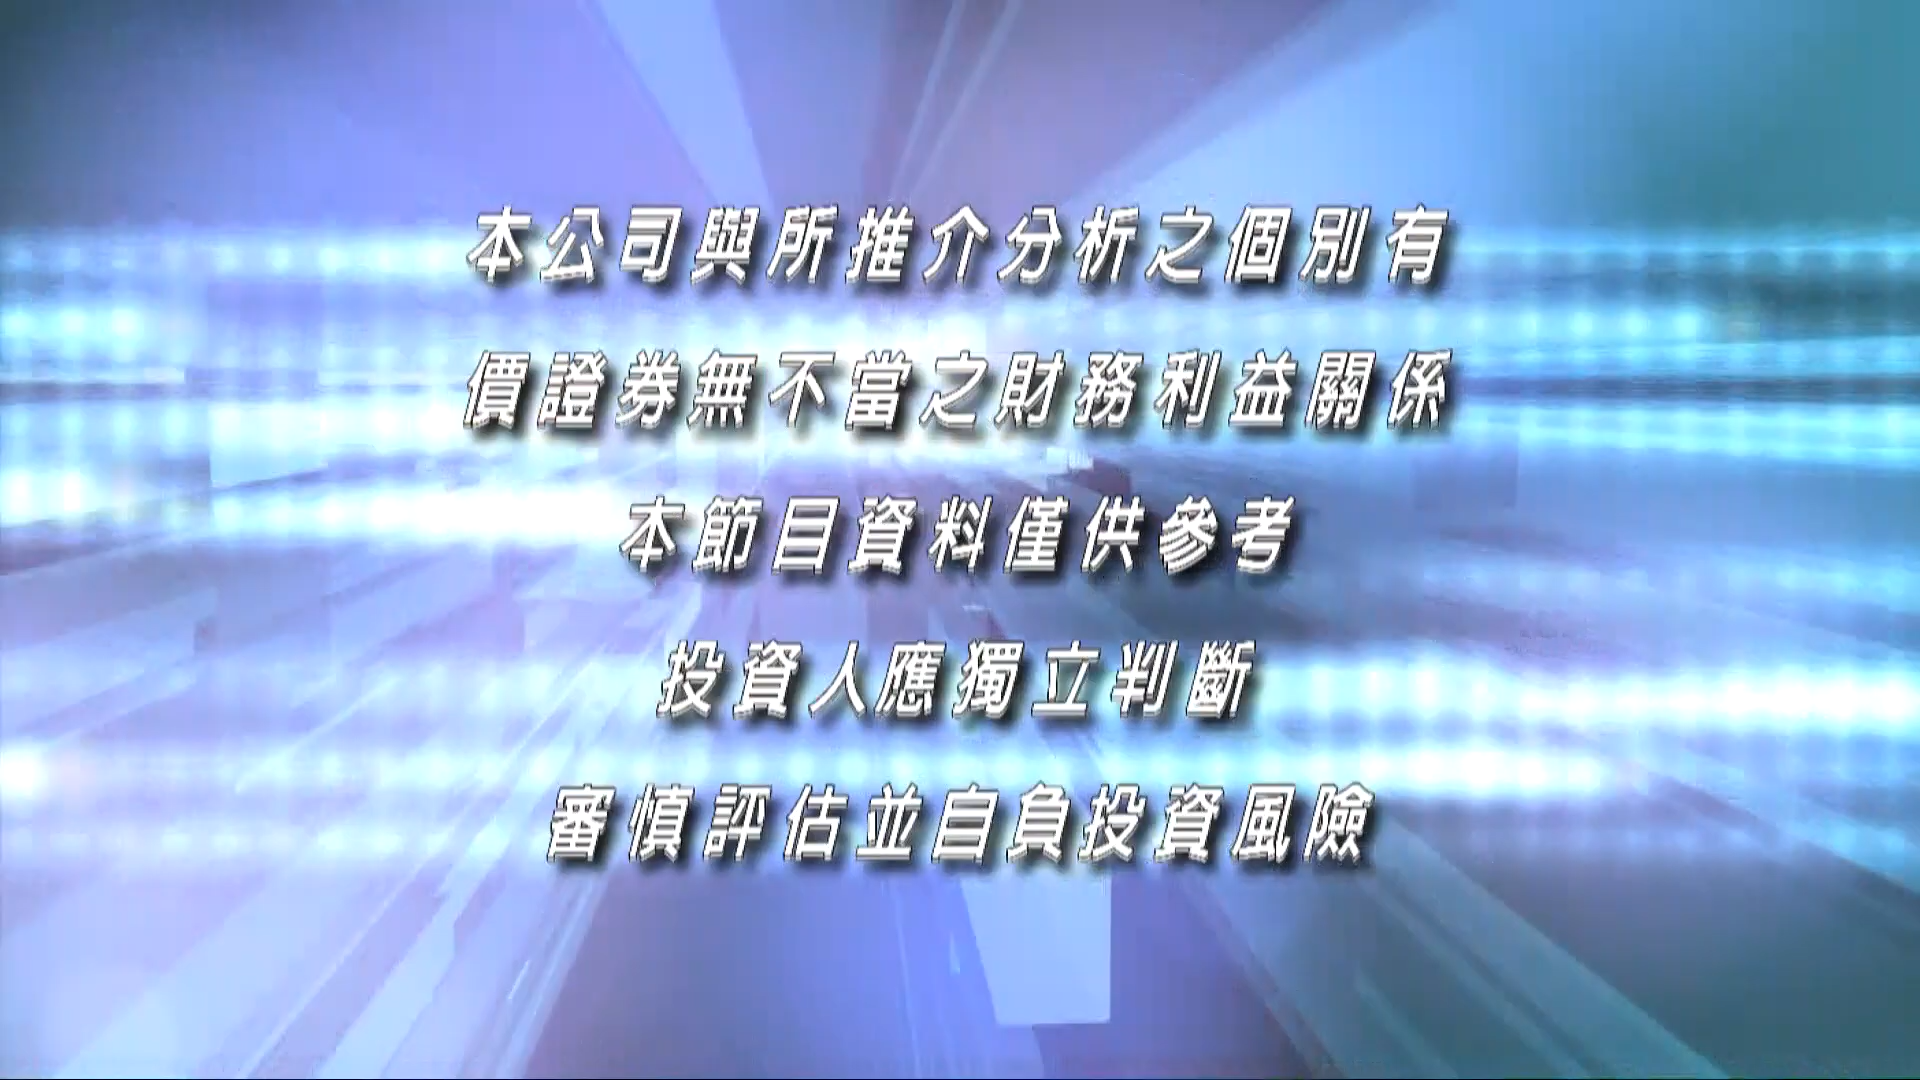 本公司與所推介分析之個別有
價證券無不當之財務利益關係
本節目資料僅供參考
投資人應獨立判斷
審慎評估並自負投資風險